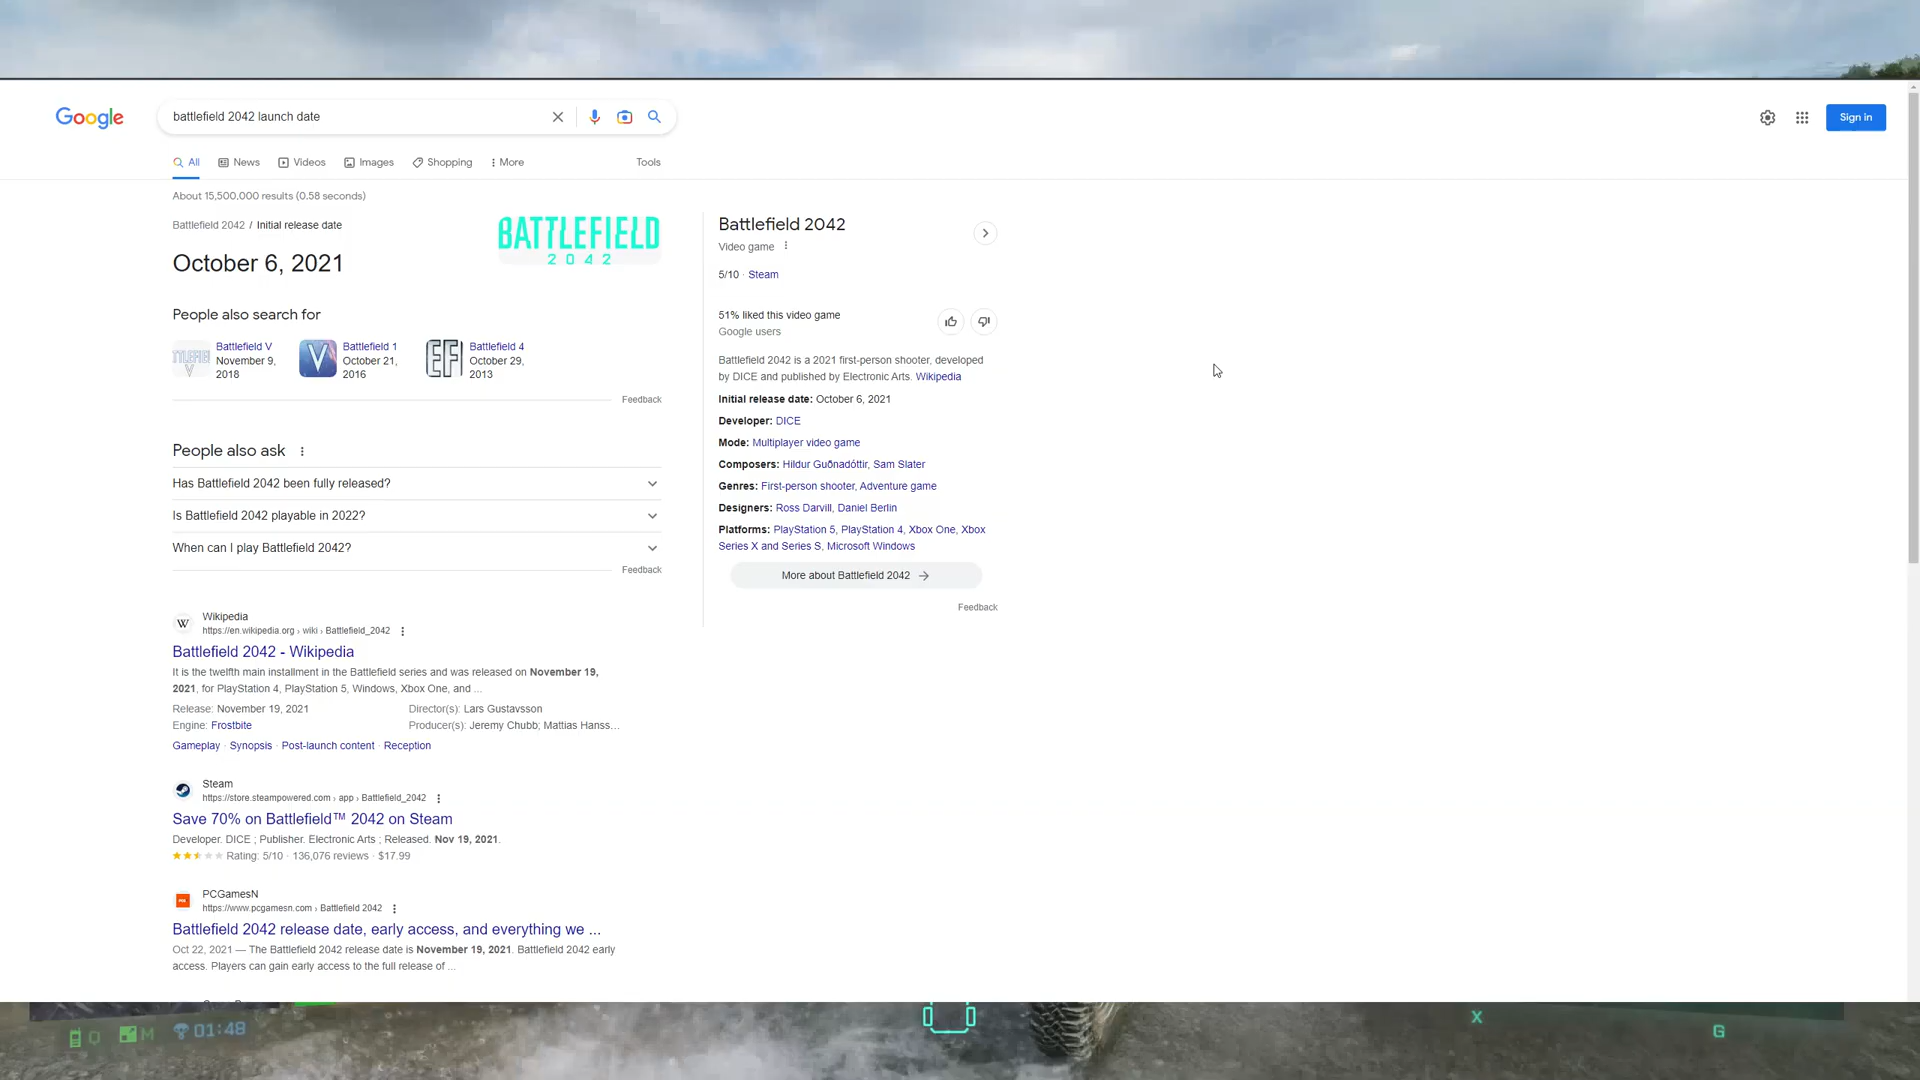 Google
battlefield 2042 launch date
Sign in
All
News
Videos
Images
Shopping
More
Tools
About 15,500,000 results (0.58 seconds)
Battlefield 2042 / Initial release date
October 6, 2021
BATTLEFIELD
2042
People also search for
Battlefield V
November 9,
2018
Battlefield 1
October 21,
2016
Battlefield 4
October 29,
2013
Feedback
People also ask
Has Battlefield 2042 been fully released?
Is Battlefield 2042 playable in 2022?
When can I play Battlefield 2042?
Feedback
Wikipedia
https://en.wikipedia.org › wiki › Battlefield_2042
Battlefield 2042 - Wikipedia
It is the twelfth main installment in the Battlefield series and was released on November 19,
2021, for PlayStation 4, PlayStation 5, Windows, Xbox One, and ...
Release: November 19, 2021
Director(s): Lars Gustavsson
Engine: Frostbite
Producer(s): Jeremy Chubb; Mattias Hanss...
Gameplay · Synopsis · Post-launch content · Reception
Steam
https://store.steampowered.com › app › Battlefield_2042
Save 70% on Battlefield™ 2042 on Steam
Developer. DICE ; Publisher. Electronic Arts ; Released. Nov 19, 2021.
Rating: 5/10 · 136,076 reviews · $17.99
PCGamesN
https://www.pcgamesn.com › Battlefield 2042
Battlefield 2042 release date, early access, and everything we ...
Oct 22, 2021 — The Battlefield 2042 release date is November 19, 2021. Battlefield 2042 early
access. Players can gain early access to the full release of ...
Battlefield 2042
Video game
5/10 · Steam
51% liked this video game
Google users
Battlefield 2042 is a 2021 first-person shooter, developed
by DICE and published by Electronic Arts. Wikipedia
Initial release date: October 6, 2021
Developer: DICE
Mode: Multiplayer video game
Composers: Hildur Guðnadóttir, Sam Slater
Genres: First-person shooter, Adventure game
Designers: Ross Darvill, Daniel Berlin
Platforms: PlayStation 5, PlayStation 4, Xbox One, Xbox
Series X and Series S, Microsoft Windows
More about Battlefield 2042
Feedback
Q
M
01:48
X
G